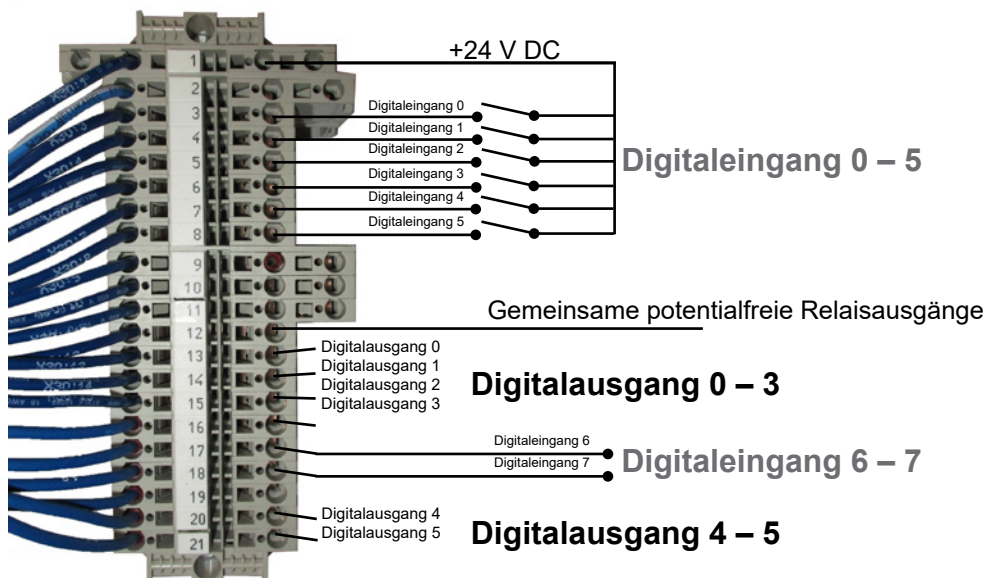 +24 V DC
1
2
Digitaleingang 0
3
Digitaleingang 1
4
Digitaleingang 2
5
Digitaleingang 0 – 5
Digitaleingang 3
6
Digitaleingang 4
7
Digitaleingang 5
8
9
10
11
Gemeinsame potentialfreie Relaisausgänge
12
13
Digitalausgang 0
Digitalausgang 1
14
Digitalausgang 2
Digitalausgang 0 – 3
15
Digitalausgang 3
16
17
Digitaleingang 6
Digitaleingang 7
Digitaleingang 6 – 7
18
19
20
Digitalausgang 4
Digitalausgang 5
Digitalausgang 4 – 5
21